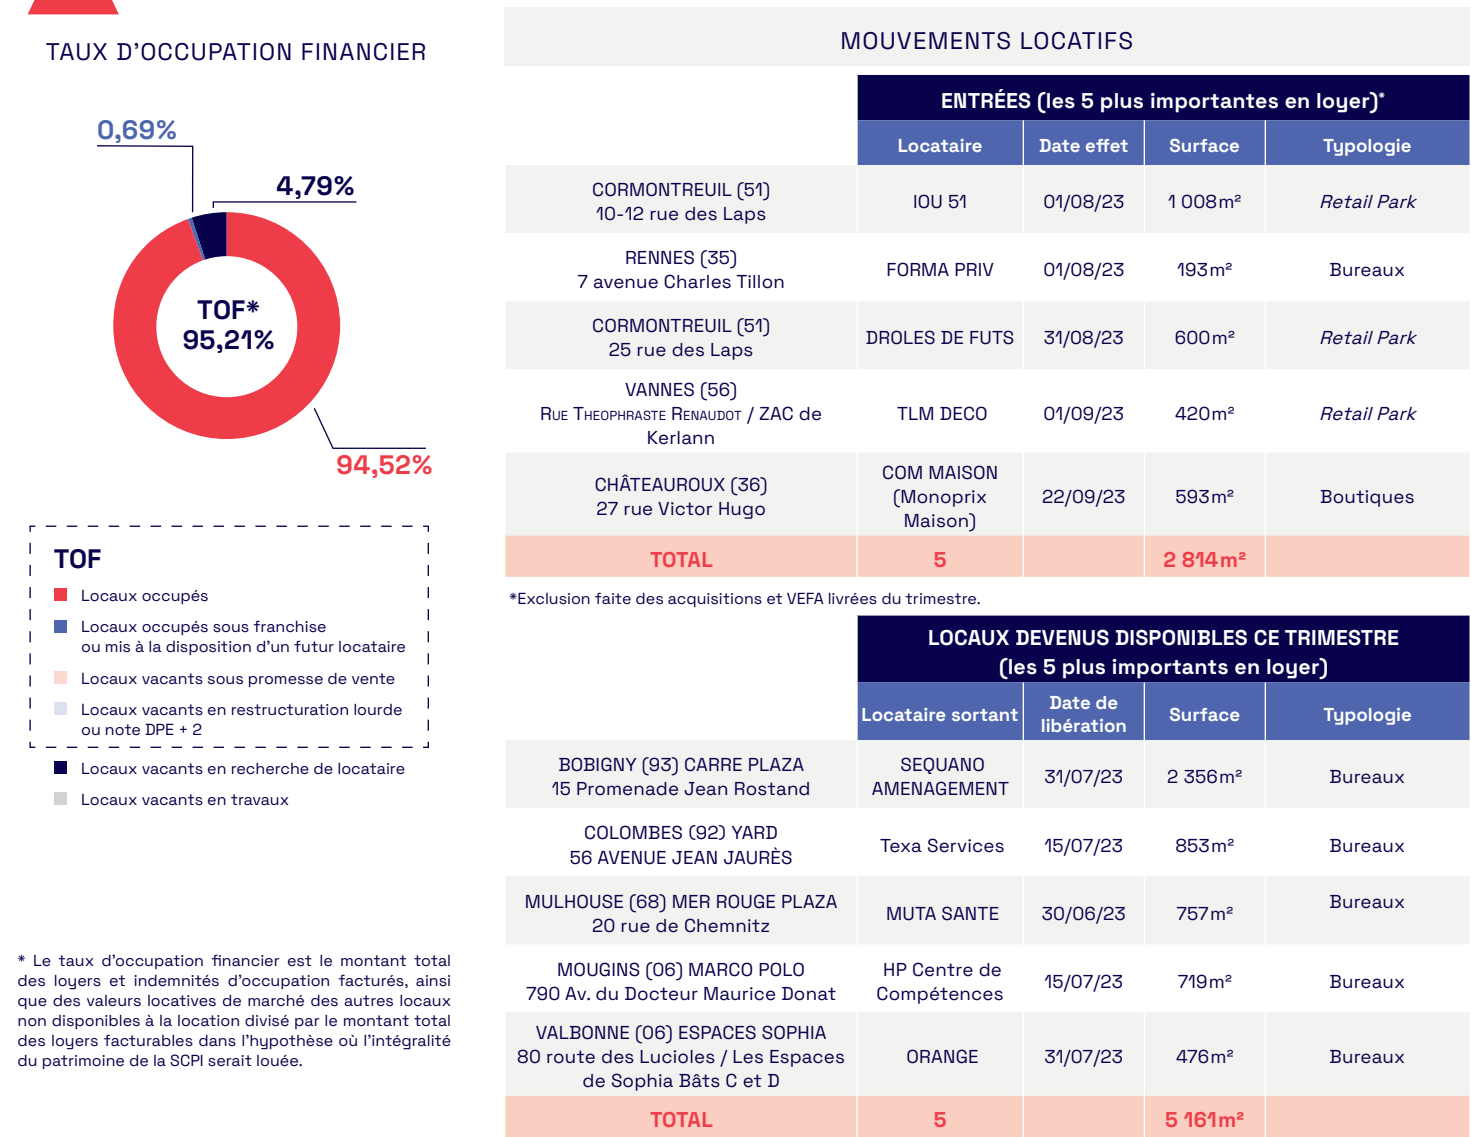 TAUX D'OCCUPATION FINANCIER
0,69%
4,79%
TOF*
95,21%
94,52%
TOF
Locaux occupés
Locaux occupés sous franchise
ou mis à la disposition d'un futur locataire
Locaux vacants sous promesse de vente
Locaux vacants en restructuration lourde
ou note DPE + 2
Locaux vacants en recherche de locataire
Locaux vacants en travaux
* Le taux d'occupation financier est le montant total
des loyers et indemnités d'occupation facturés, ainsi
que des valeurs locatives de marché des autres locaux
non disponibles à la location divisé par le montant total
des loyers facturables dans l'hypothèse où l'intégralité
du patrimoine de la SCPI serait louée.
MOUVEMENTS LOCATIFS
ENTRÉES (les 5 plus importantes en loyer)*
Locataire Date effet Surface Typologie
CORMONTREUIL (51)
10-12 rue des Laps
IOU 51 01/08/23 1 008m² Retail Park
RENNES (35)
7 avenue Charles Tillon
FORMA PRIV 01/08/23 193m² Bureaux
CORMONTREUIL (51)
25 rue des Laps
DROLES DE FUTS 31/08/23 600m² Retail Park
VANNES (56)
RUE THEOPHRASTE RENAUDOT / ZAC de
Kerlann
TLM DECO 01/09/23 420m² Retail Park
CHÂTEAUROUX (36)
27 rue Victor Hugo
COM MAISON
(Monoprix
Maison)
22/09/23 593m² Boutiques
TOTAL 5 2 814m²
*Exclusion faite des acquisitions et VEFA livrées du trimestre.
LOCAUX DEVENUS DISPONIBLES CE TRIMESTRE
(les 5 plus importants en loyer)
Locataire sortant
Date de
libération
Surface Typologie
BOBIGNY (93) CARRE PLAZA
15 Promenade Jean Rostand
SEQUANO
AMENAGEMENT
31/07/23 2 356m² Bureaux
COLOMBES (92) YARD
56 AVENUE JEAN JAURÈS
Texa Services 15/07/23 853m² Bureaux
MULHOUSE (68) MER ROUGE PLAZA
20 rue de Chemnitz
MUTA SANTE 30/06/23 757m² Bureaux
MOUGINS (06) MARCO POLO
790 Av. du Docteur Maurice Donat
HP Centre de
Compétences
15/07/23 719m² Bureaux
VALBONNE (06) ESPACES SOPHIA
80 route des Lucioles / Les Espaces
de Sophia Bâts C et D
ORANGE 31/07/23 476m² Bureaux
TOTAL 5 5 161m²